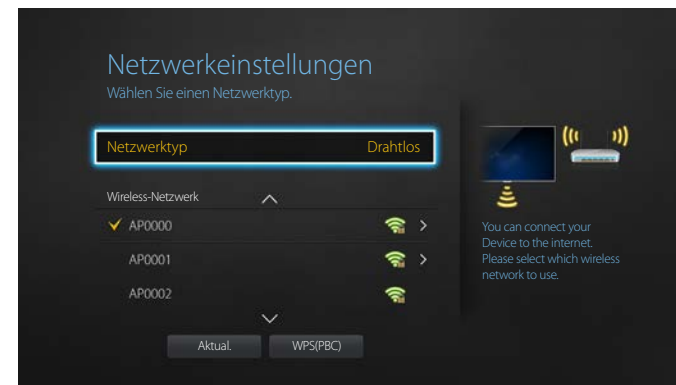 Netzwerkeinstellungen
Wählen Sie einen Netzwerktyp.
Netzwerktyp Drahtlos
Wireless-Netzwerk
AP0000
AP0001
AP0002
Aktual. WPS(PBC)
You can connect your
Device to the internet.
Please select which wireless
network to use.